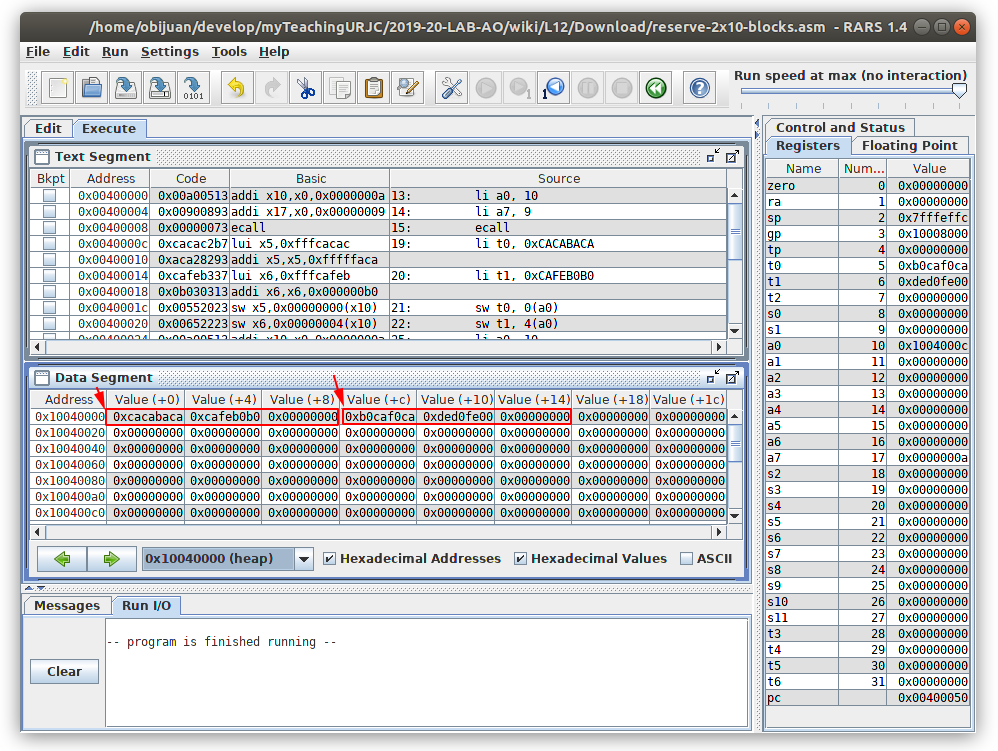 /home/obijuan/develop/myTeachingURJC/2019-20-LAB-AO/wiki/L12/Download/reserve-2x10-blocks.asm - RARS 1.4
File Edit Run Settings Tools Help
Run speed at max (no interaction)
Edit Execute
Text Segment
Bkpt Address Code Basic Source
0x00400000 0x00a00513 addi x10,x0,0x0000000a 13: li a0, 10
0x00400004 0x00900893 addi x17,x0,0x00000009 14: li a7, 9
0x00400008 0x00000073 ecall 15: ecall
0x0040000c 0xcacac2b7 lui x5,0xfffcacac 19: li t0, 0xCACABACA
0x00400010 0xaca28293 addi x5,x5,0xfffffaca
0x00400014 0xcafeb337 lui x6,0xfffcafeb 20: li t1, 0xCAFEB0B0
0x00400018 0x0b030313 addi x6,x6,0x000000b0
0x0040001c 0x00552023 sw x5,0x00000000(x10) 21: sw t0, 0(a0)
0x00400020 0x00652223 sw x6,0x00000004(x10) 22: sw t1, 4(a0)
0x00400024 0x00a00513 addi x10,x0,0x0000000a 25: li a0, 10
Data Segment
Address Value (+0) Value (+4) Value (+8) Value (+c) Value (+10) Value (+14) Value (+18) Value (+1c)
0x10040000 0xcacabaca 0xcafeb0b0 0x00000000 0xb0caf0ca 0xded0fe00 0x00000000 0x00000000 0x00000000
0x10040020 0x00000000 0x00000000 0x00000000 0x00000000 0x00000000 0x00000000 0x00000000 0x00000000
0x10040040 0x00000000 0x00000000 0x00000000 0x00000000 0x00000000 0x00000000 0x00000000 0x00000000
0x10040060 0x00000000 0x00000000 0x00000000 0x00000000 0x00000000 0x00000000 0x00000000 0x00000000
0x10040080 0x00000000 0x00000000 0x00000000 0x00000000 0x00000000 0x00000000 0x00000000 0x00000000
0x100400a0 0x00000000 0x00000000 0x00000000 0x00000000 0x00000000 0x00000000 0x00000000 0x00000000
0x100400c0 0x00000000 0x00000000 0x00000000 0x00000000 0x00000000 0x00000000 0x00000000 0x00000000
0x10040000 (heap) Hexadecimal Addresses Hexadecimal Values ASCII
Messages Run I/O
-- program is finished running --
Clear
Control and Status
Registers Floating Point
Name Num... Value
zero 0 0x00000000
ra 1 0x00000000
sp 2 0x7fffeffc
gp 3 0x10008000
tp 4 0x00000000
t0 5 0xb0caf0ca
t1 6 0xded0fe00
t2 7 0x00000000
s0 8 0x00000000
s1 9 0x00000000
a0 10 0x1004000c
a1 11 0x00000000
a2 12 0x00000000
a3 13 0x00000000
a4 14 0x00000000
a5 15 0x00000000
a6 16 0x00000000
a7 17 0x0000000a
s2 18 0x00000000
s3 19 0x00000000
s4 20 0x00000000
s5 21 0x00000000
s6 22 0x00000000
s7 23 0x00000000
s8 24 0x00000000
s9 25 0x00000000
s10 26 0x00000000
s11 27 0x00000000
t3 28 0x00000000
t4 29 0x00000000
t5 30 0x00000000
t6 31 0x00000000
pc 0x00400050